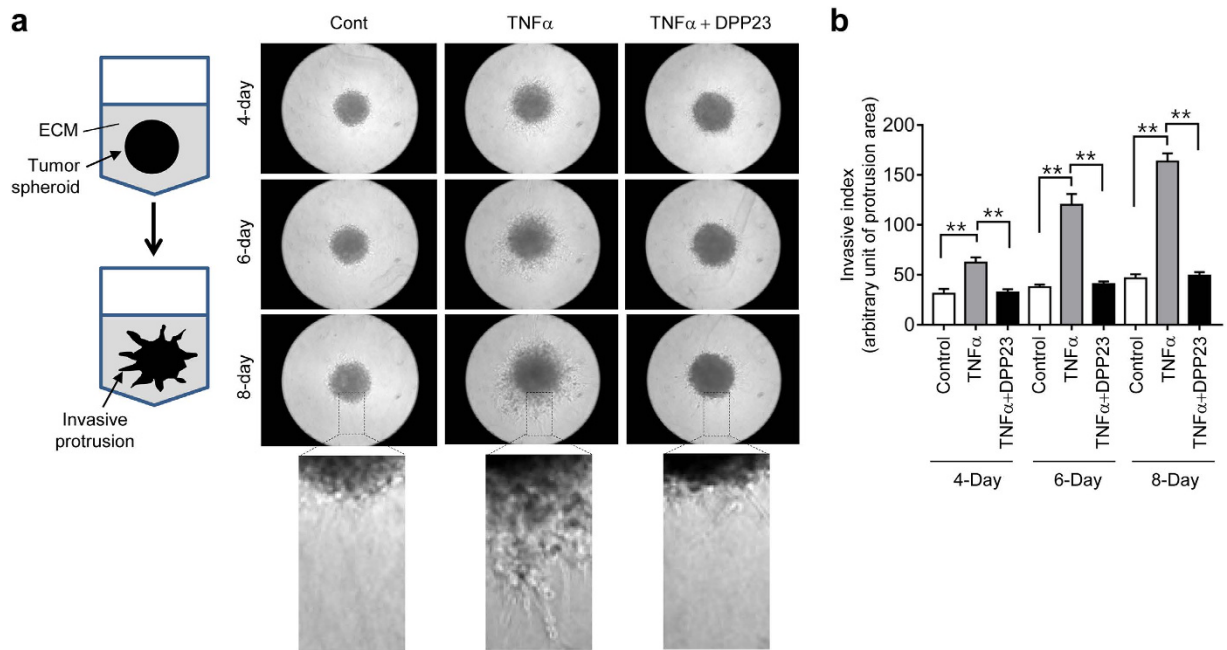 a
Cont
TNFα
TNFα + DPP23
4-day
6-day
8-day
ECM
Tumor
spheroid
Invasive
protrusion
b
Invasive index
(arbitrary unit of protrusion area)
200
150
100
50
0
**
**
**
**
**
**
Control
TNFα
TNFα+DPP23
Control
TNFα
TNFα+DPP23
Control
TNFα
TNFα+DPP23
4-Day
6-Day
8-Day